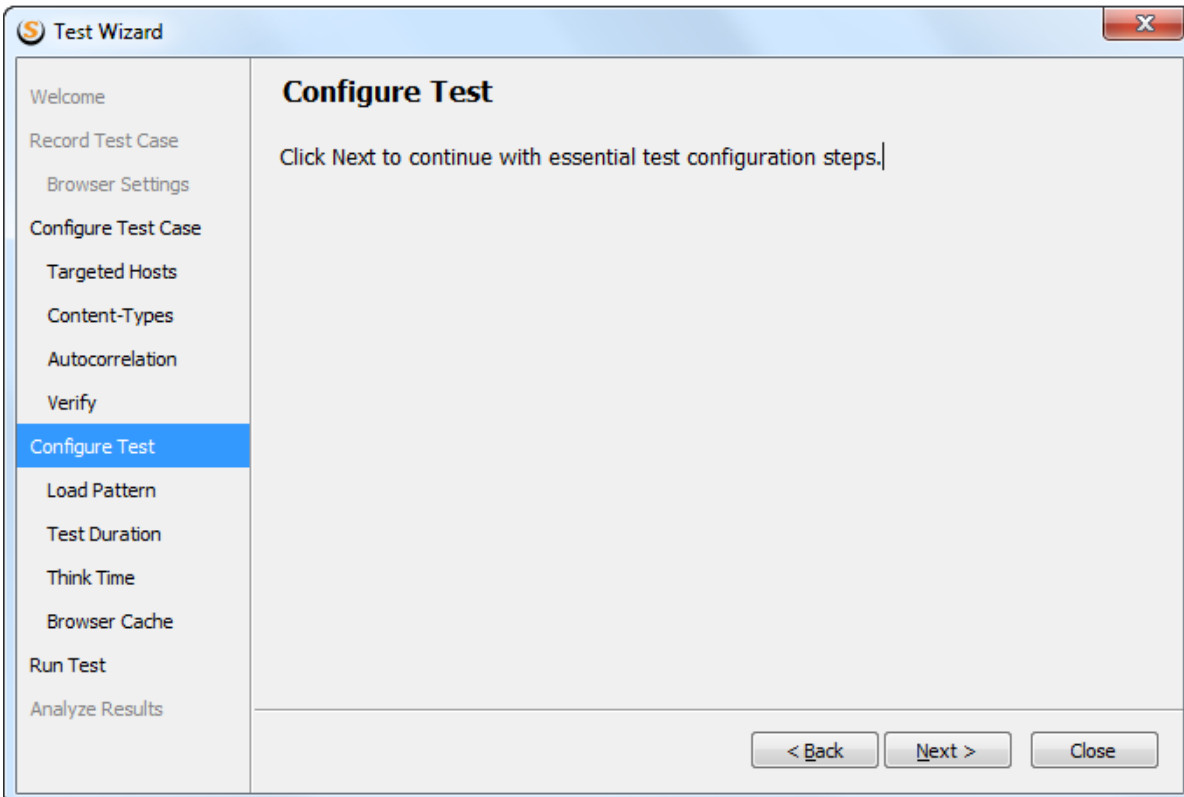 Test Wizard
Welcome
Record Test Case
Browser Settings
Configure Test Case
Targeted Hosts
Content-Types
Autocorrelation
Verify
Configure Test
Load Pattern
Test Duration
Think Time
Browser Cache
Run Test
Analyze Results
Configure Test
Click Next to continue with essential test configuration steps.
< Back
Next >
Close